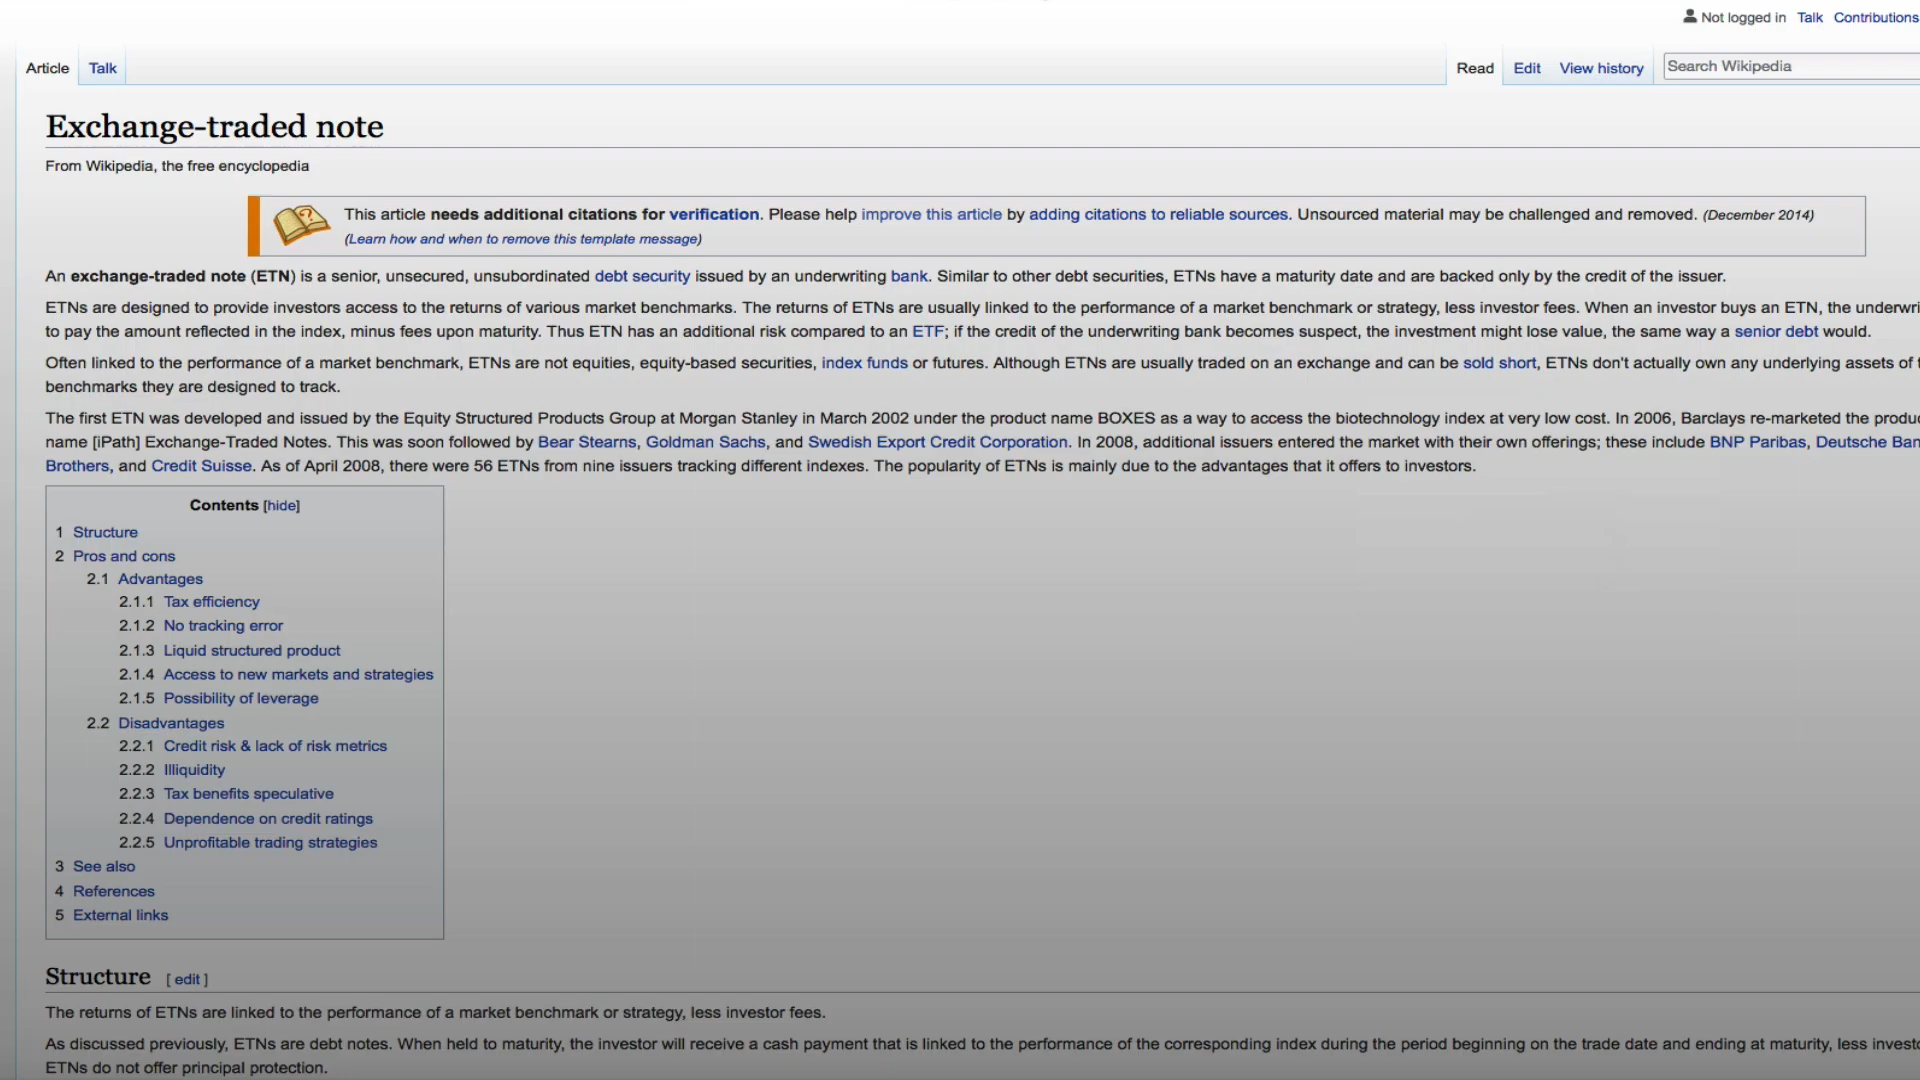 Not logged in Talk Contributions
Article Talk Read Edit View history Search Wikipedia
Exchange-traded note
From Wikipedia, the free encyclopedia
This article needs additional citations for verification. Please help improve this article by adding citations to reliable sources. Unsourced material may be challenged and removed. (December 2014)
(Learn how and when to remove this template message)
An exchange-traded note (ETN) is a senior, unsecured, unsubordinated debt security issued by an underwriting bank. Similar to other debt securities, ETNs have a maturity date and are backed only by the credit of the issuer.
ETNs are designed to provide investors access to the returns of various market benchmarks. The returns of ETNs are usually linked to the performance of a market benchmark or strategy, less investor fees. When an investor buys an ETN, the
to pay the amount reflected in the index, minus fees upon maturity. Thus ETN has an additional risk compared to an ETF; if the credit of the underwriting bank becomes suspect, the investment might lose value, the same way a senior debt would.
Often linked to the performance of a market benchmark, ETNs are not equities, equity-based securities, index funds or futures. Although ETNs are usually traded on an exchange and can be sold short, ETNs don't actually own any underlying assets of
benchmarks they are designed to track.
The first ETN was developed and issued by the Equity Structured Products Group at Morgan Stanley in March 2002 under the product name BOXES as a way to access the biotechnology index at very low cost. In 2006, Barclays re-marketed the
name [iPath] Exchange-Traded Notes. This was soon followed by Bear Stearns, Goldman Sachs, and Swedish Export Credit Corporation. In 2008, additional issuers entered the market with their own offerings; these include BNP Paribas, Deutsche
Brothers, and Credit Suisse. As of April 2008, there were 56 ETNs from nine issuers tracking different indexes. The popularity of ETNs is mainly due to the advantages that it offers to investors.
Contents [hide]
1 Structure
2 Pros and cons
2.1 Advantages
2.1.1 Tax efficiency
2.1.2 No tracking error
2.1.3 Liquid structured product
2.1.4 Access to new markets and strategies
2.1.5 Possibility of leverage
2.2 Disadvantages
2.2.1 Credit risk & lack of risk metrics
2.2.2 Illiquidity
2.2.3 Tax benefits speculative
2.2.4 Dependence on credit ratings
2.2.5 Unprofitable trading strategies
3 See also
4 References
5 External links
Structure [ edit ]
The returns of ETNs are linked to the performance of a market benchmark or strategy, less investor fees.
As discussed previously, ETNs are debt notes. When held to maturity, the investor will receive a cash payment that is linked to the performance of the corresponding index during the period beginning on the trade date and ending at maturity, less
ETNs do not offer principal protection.